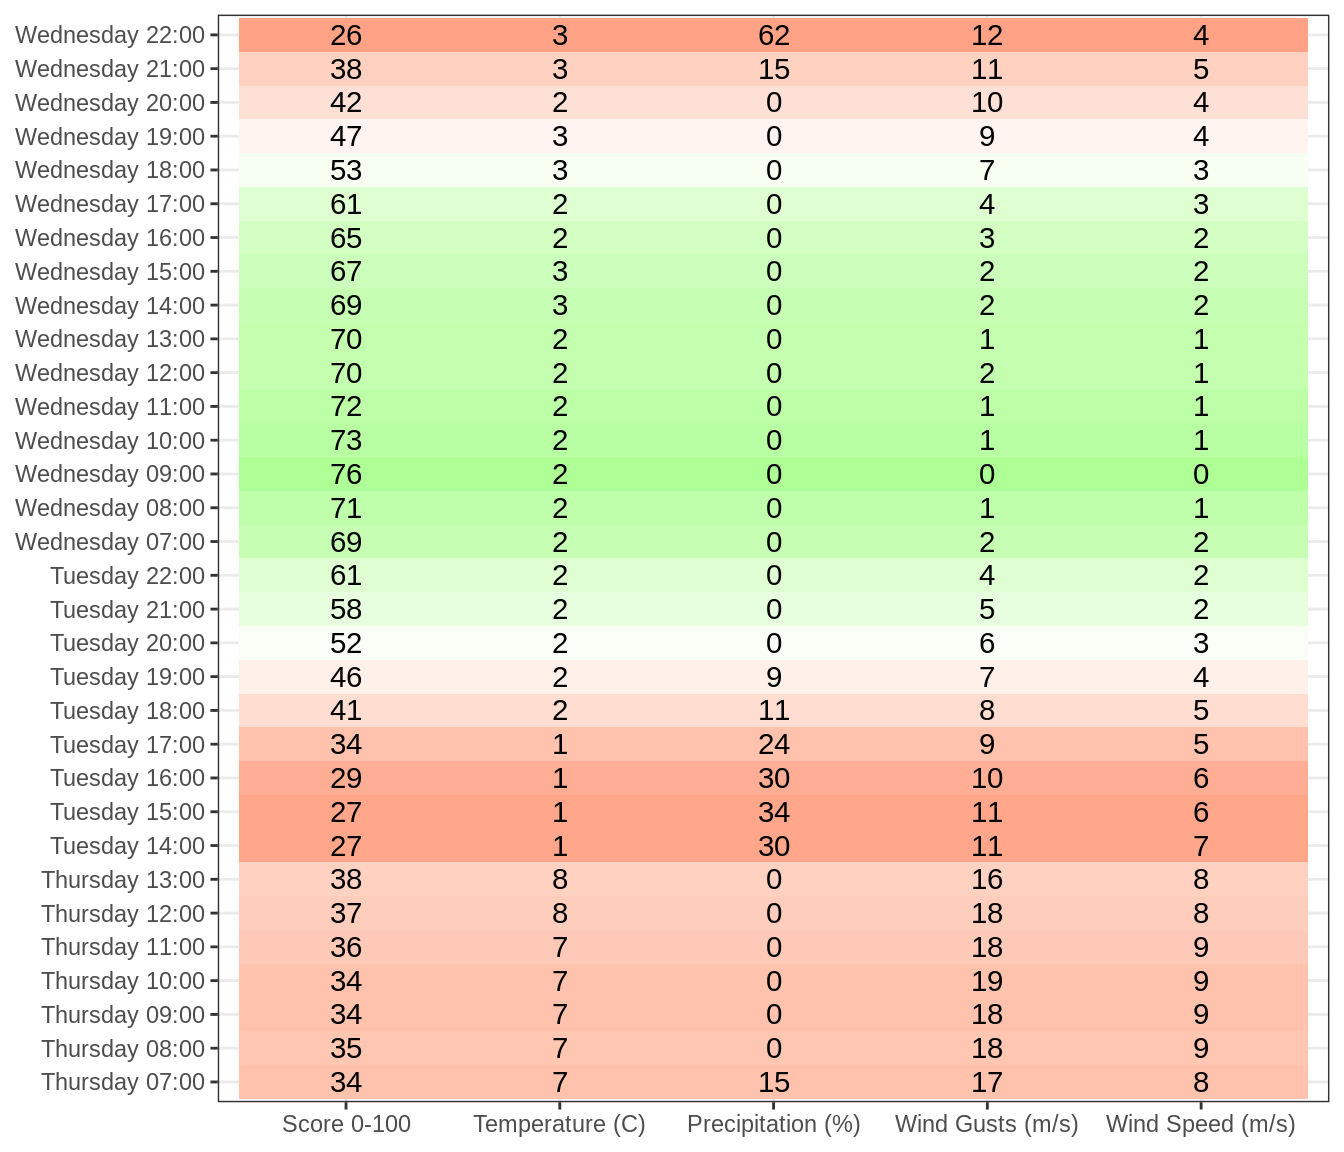 Wednesday 22:00 26 3 62 12 4
Wednesday 21:00 38 3 15 11 5
Wednesday 20:00 42 2 0 10 4
Wednesday 19:00 47 3 0 9 4
Wednesday 18:00 53 3 0 7 3
Wednesday 17:00 61 2 0 4 3
Wednesday 16:00 65 2 0 3 2
Wednesday 15:00 67 3 0 2 2
Wednesday 14:00 69 3 0 2 2
Wednesday 13:00 70 2 0 1 1
Wednesday 12:00 70 2 0 2 1
Wednesday 11:00 72 2 0 1 1
Wednesday 10:00 73 2 0 1 1
Wednesday 09:00 76 2 0 0 0
Wednesday 08:00 71 2 0 1 1
Wednesday 07:00 69 2 0 2 2
Tuesday 22:00 61 2 0 4 2
Tuesday 21:00 58 2 0 5 2
Tuesday 20:00 52 2 0 6 3
Tuesday 19:00 46 2 9 7 4
Tuesday 18:00 41 2 11 8 5
Tuesday 17:00 34 1 24 9 5
Tuesday 16:00 29 1 30 10 6
Tuesday 15:00 27 1 34 11 6
Tuesday 14:00 27 1 30 11 7
Thursday 13:00 38 8 0 16 8
Thursday 12:00 37 8 0 18 8
Thursday 11:00 36 7 0 18 9
Thursday 10:00 34 7 0 19 9
Thursday 09:00 34 7 0 18 9
Thursday 08:00 35 7 0 18 9
Thursday 07:00 34 7 15 17 8
Score 0-100 Temperature (C) Precipitation (%) Wind Gusts (m/s) Wind Speed (m/s)